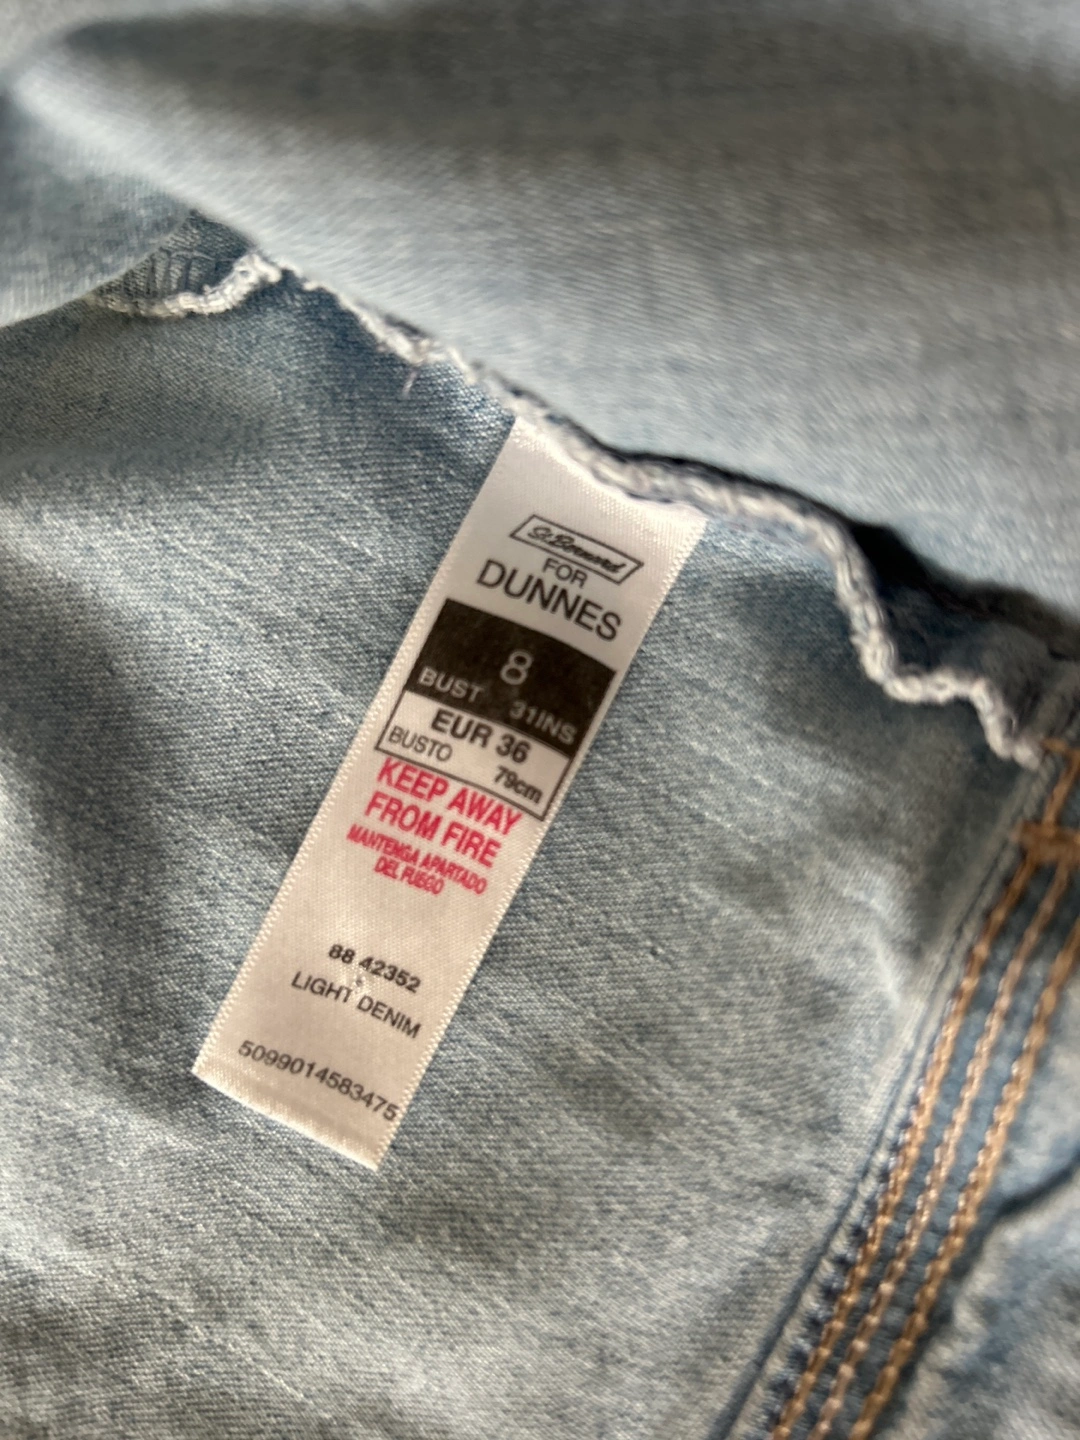 St. Bernard
FOR
DUNNES
8
BUST 31INS
EUR 36
BUSTO 79cm
KEEP AWAY
FROM FIRE
MANTENGA APARTADO
DEL FUEGO
88 42352
LIGHT DENIM
5099014583475